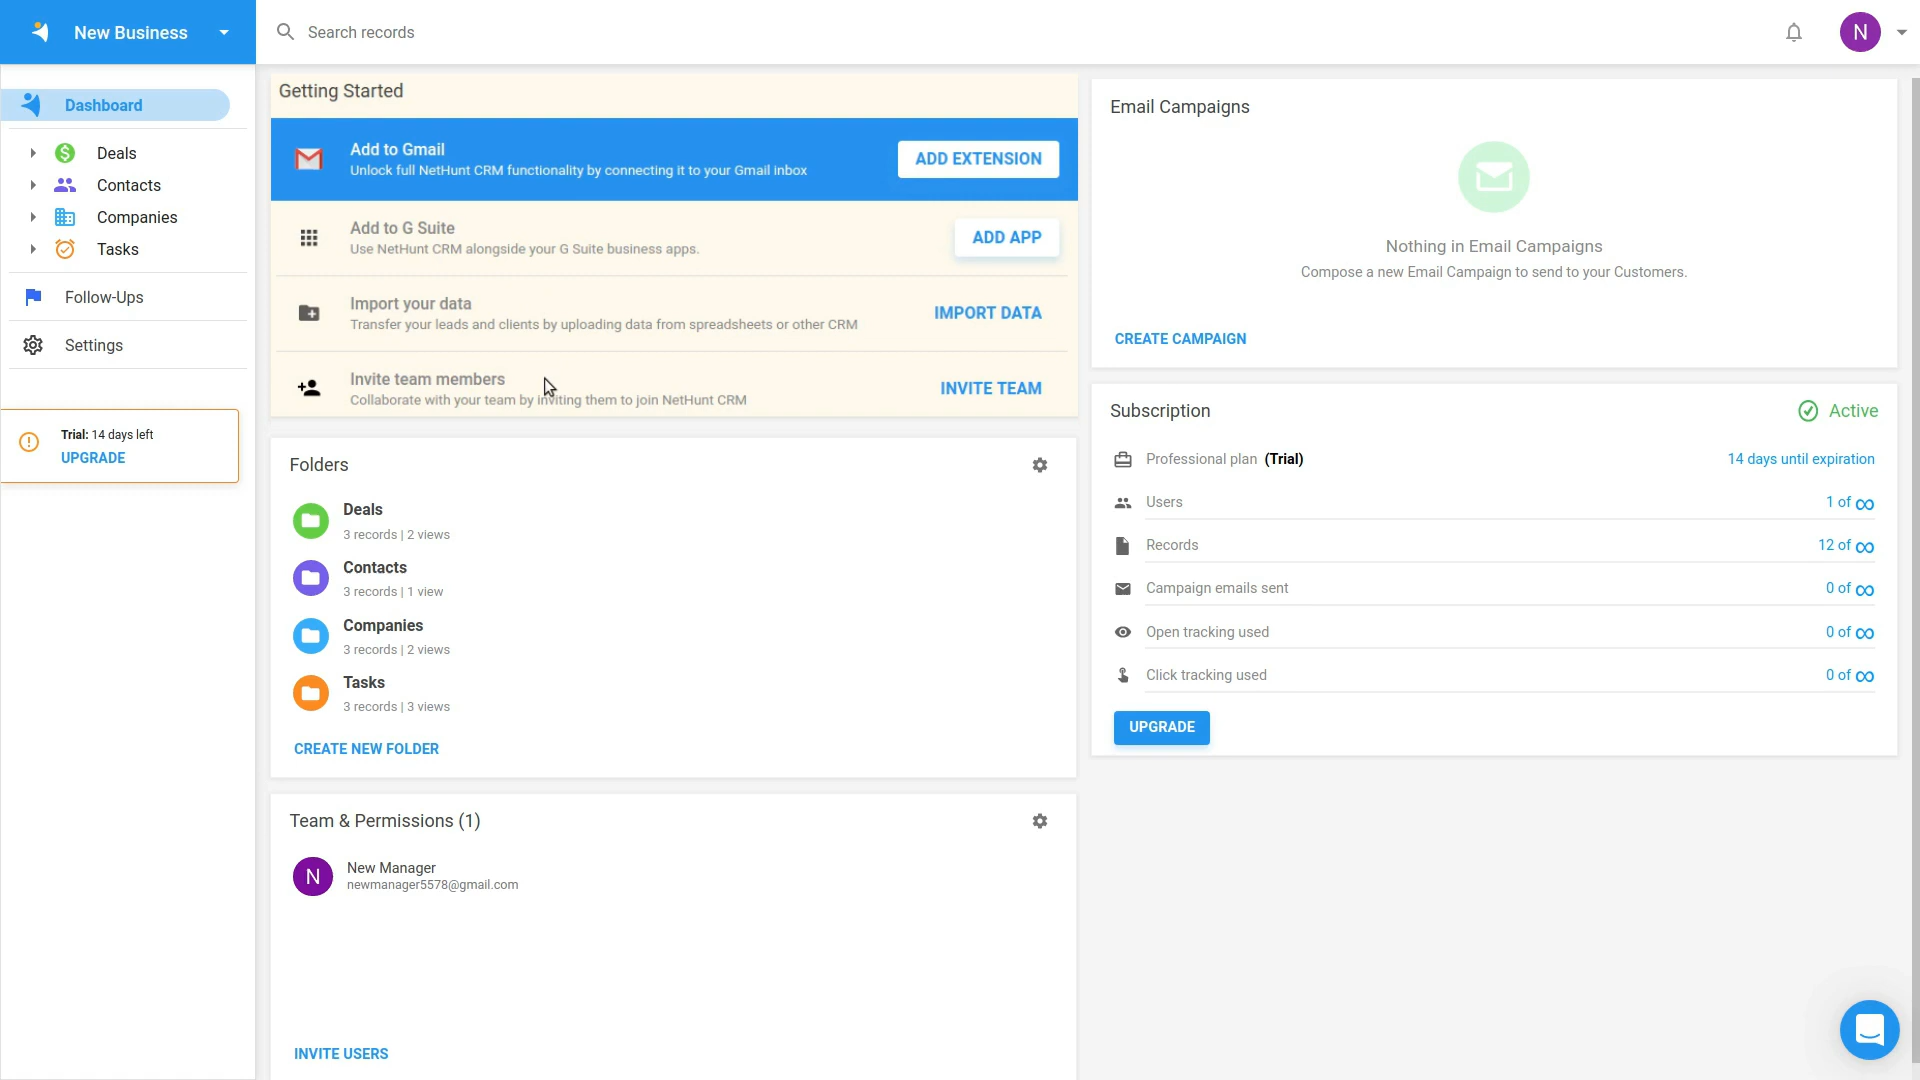 New Business
Search records
N
Dashboard
Deals
Contacts
Companies
Tasks
Follow-Ups
Settings
Trial: 14 days left
UPGRADE
Getting Started
Add to Gmail
Unlock full NetHunt CRM functionality by connecting it to your Gmail inbox
ADD EXTENSION
Add to G Suite
Use NetHunt CRM alongside your G Suite business apps.
ADD APP
Import your data
Transfer your leads and clients by uploading data from spreadsheets or other CRM
IMPORT DATA
Invite team members
Collaborate with your team by inviting them to join NetHunt CRM
INVITE TEAM
Folders
Deals
3 records | 2 views
Contacts
3 records | 1 view
Companies
3 records | 2 views
Tasks
3 records | 3 views
CREATE NEW FOLDER
Team & Permissions (1)
N
New Manager
newmanager5578@gmail.com
INVITE USERS
Email Campaigns
Nothing in Email Campaigns
Compose a new Email Campaign to send to your Customers.
CREATE CAMPAIGN
Subscription
Active
Professional plan (Trial)
14 days until expiration
Users
1 of ∞
Records
12 of ∞
Campaign emails sent
0 of ∞
Open tracking used
0 of ∞
Click tracking used
0 of ∞
UPGRADE